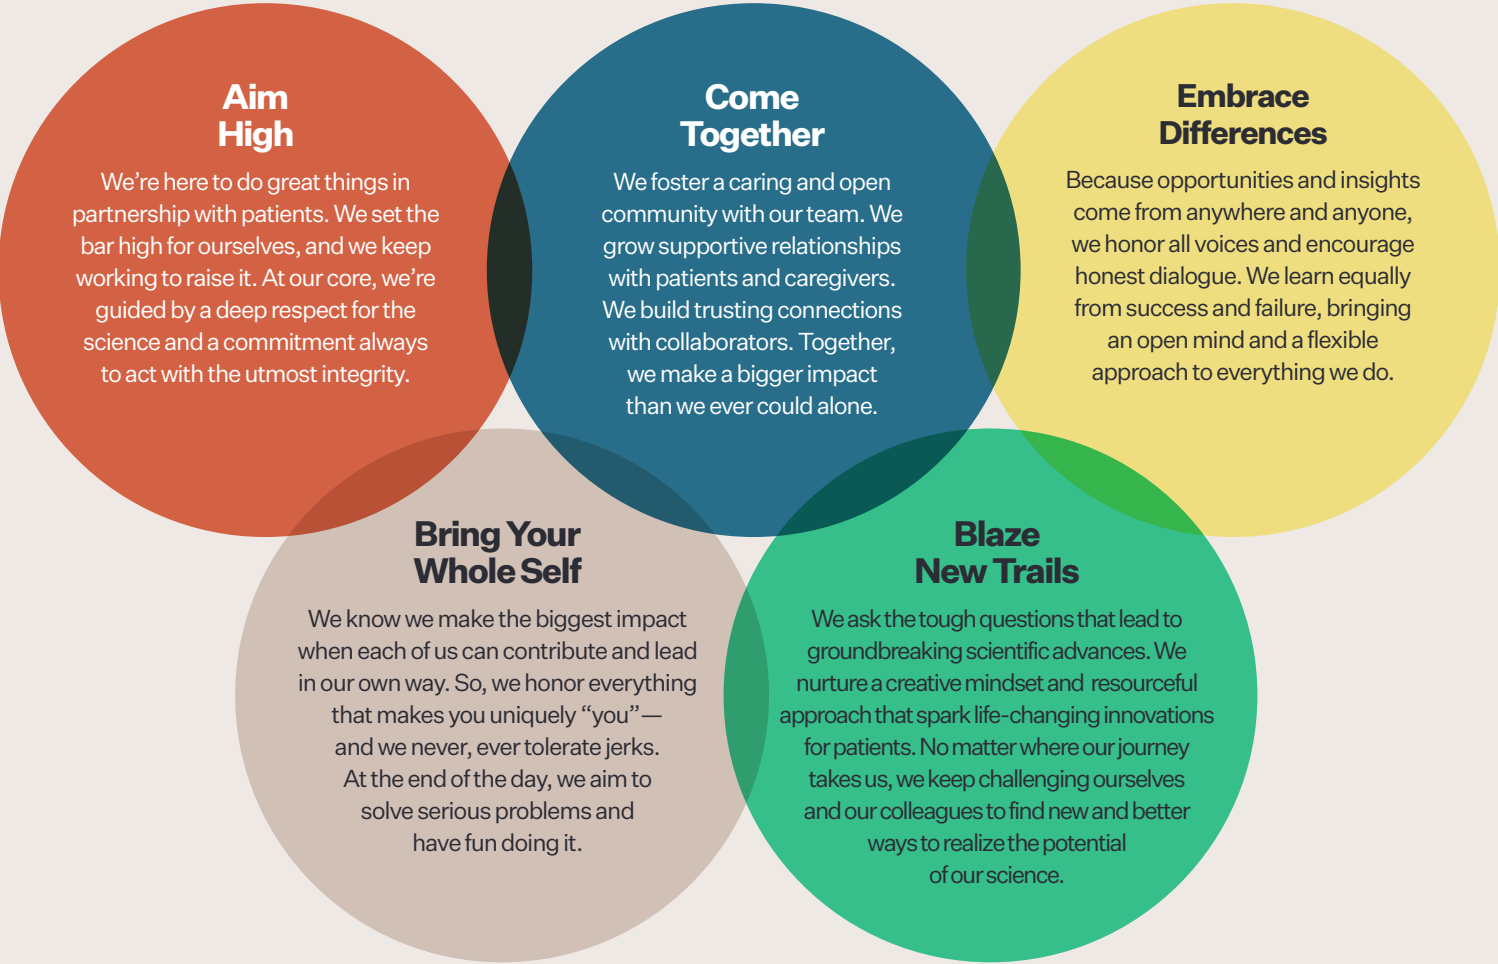 Aim
High
We’re here to do great things in
partnership with patients. We set the
bar high for ourselves, and we keep
working to raise it. At our core, we’re
guided by a deep respect for the
science and a commitment always
to act with the utmost integrity.
Come
Together
We foster a caring and open
community with our team. We
grow supportive relationships
with patients and caregivers.
We build trusting connections
with collaborators. Together,
we make a bigger impact
than we ever could alone.
Embrace
Differences
Because opportunities and insights
come from anywhere and anyone,
we honor all voices and encourage
honest dialogue. We learn equally
from success and failure, bringing
an open mind and a flexible
approach to everything we do.
Bring Your
Whole Self
We know we make the biggest impact
when each of us can contribute and lead
in our own way. So, we honor everything
that makes you uniquely “you”—
and we never, ever tolerate jerks.
At the end of the day, we aim to
solve serious problems and
have fun doing it.
Blaze
New Trails
We ask the tough questions that lead to
groundbreaking scientific advances. We
nurture a creative mindset and resourceful
approach that spark life-changing innovations
for patients. No matter where our journey
takes us, we keep challenging ourselves
and our colleagues to find new and better
ways to realize the potential
of our science.